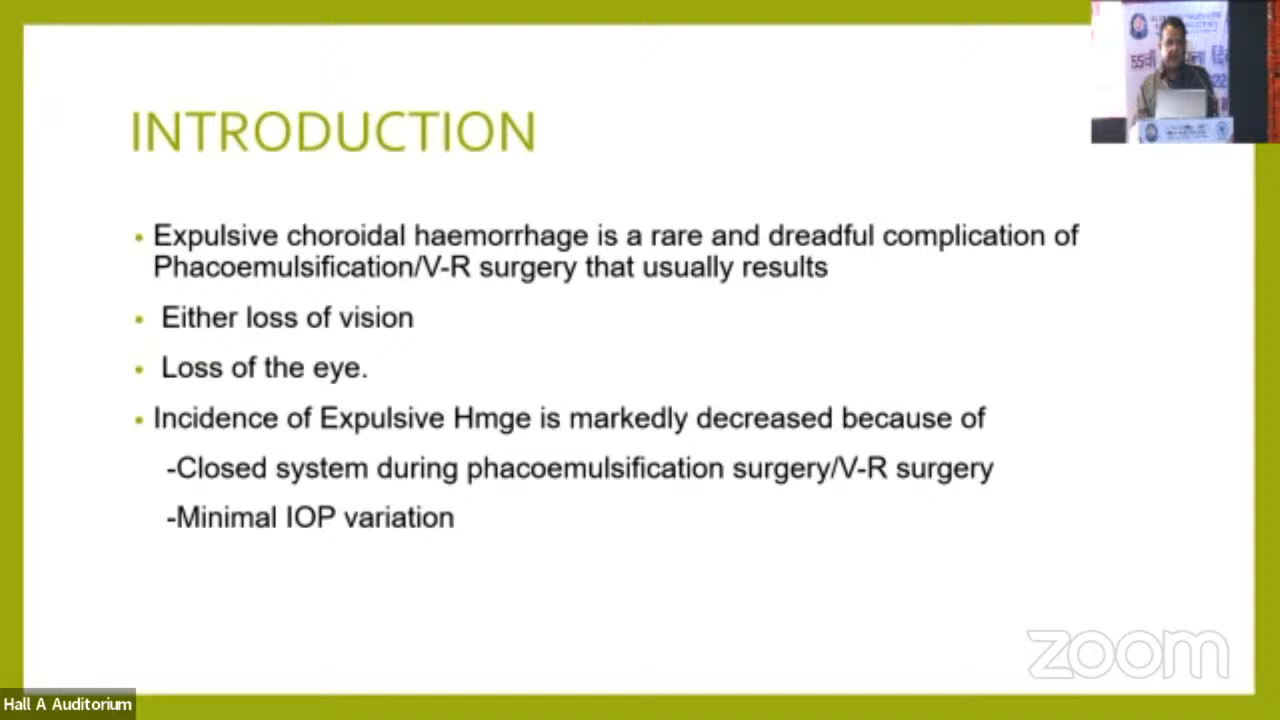 INTRODUCTION
• Expulsive choroidal haemorrhage is a rare and dreadful complication of
Phacoemulsification/V-R surgery that usually results
• Either loss of vision
• Loss of the eye.
• Incidence of Expulsive Hmge is markedly decreased because of
-Closed system during phacoemulsification surgery/V-R surgery
-Minimal IOP variation
55वीं
zoom
Hall A Auditorium